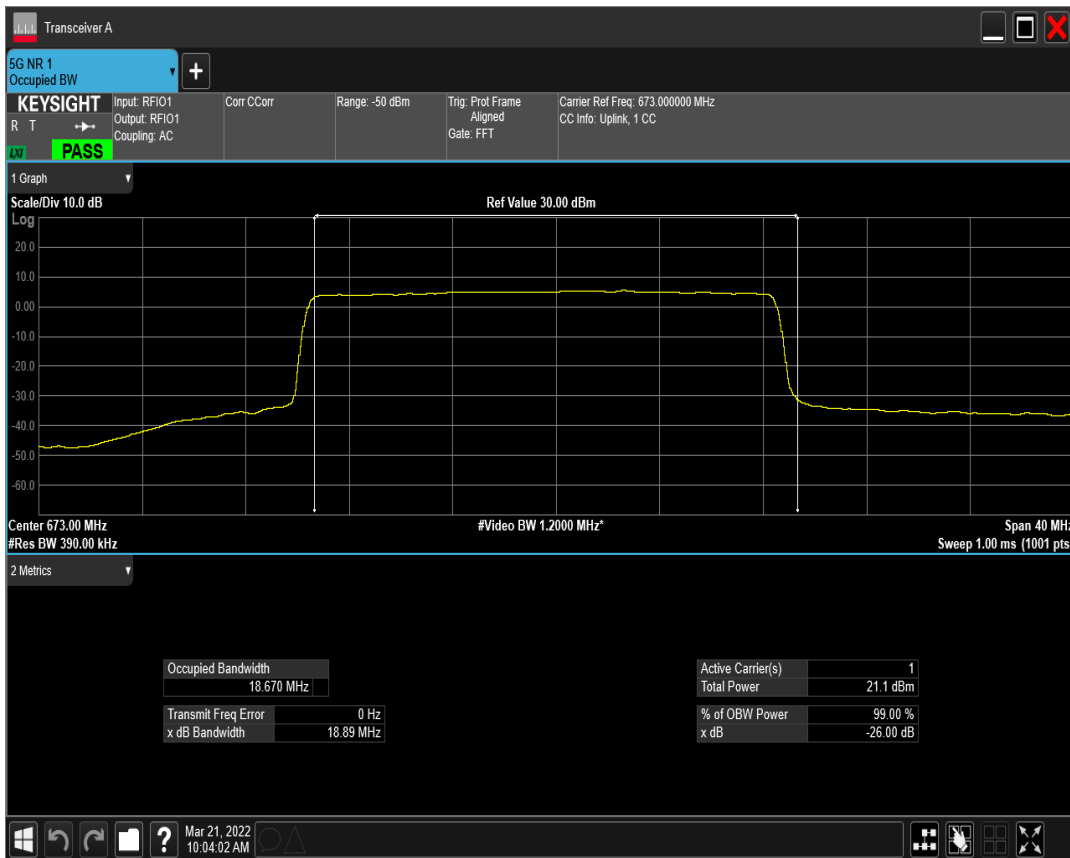 Transceiver A
5G NR 1
Occupied BW
+
KEYSIGHT
R T
LXI
PASS
Input: RFIO1
Output: RFIO1
Coupling: AC
Corr CCorr
Range: -50 dBm
Trig: Prot Frame
Aligned
Gate: FFT
Carrier Ref Freq: 673.000000 MHz
CC Info: Uplink, 1 CC
1 Graph
Scale/Div 10.0 dB
Ref Value 30.00 dBm
Log
20.0
10.0
0.00
-10.0
-20.0
-30.0
-40.0
-50.0
-60.0
Center 673.00 MHz
#Video BW 1.2000 MHz*
Span 40 MHz
#Res BW 390.00 kHz
Sweep 1.00 ms (1001 pts
2 Metrics
Occupied Bandwidth
18.670 MHz
Transmit Freq Error 0 Hz
x dB Bandwidth 18.89 MHz
Active Carrier(s) 1
Total Power 21.1 dBm
% of OBW Power 99.00 %
x dB -26.00 dB
?
Mar 21, 2022
10:04:02 AM